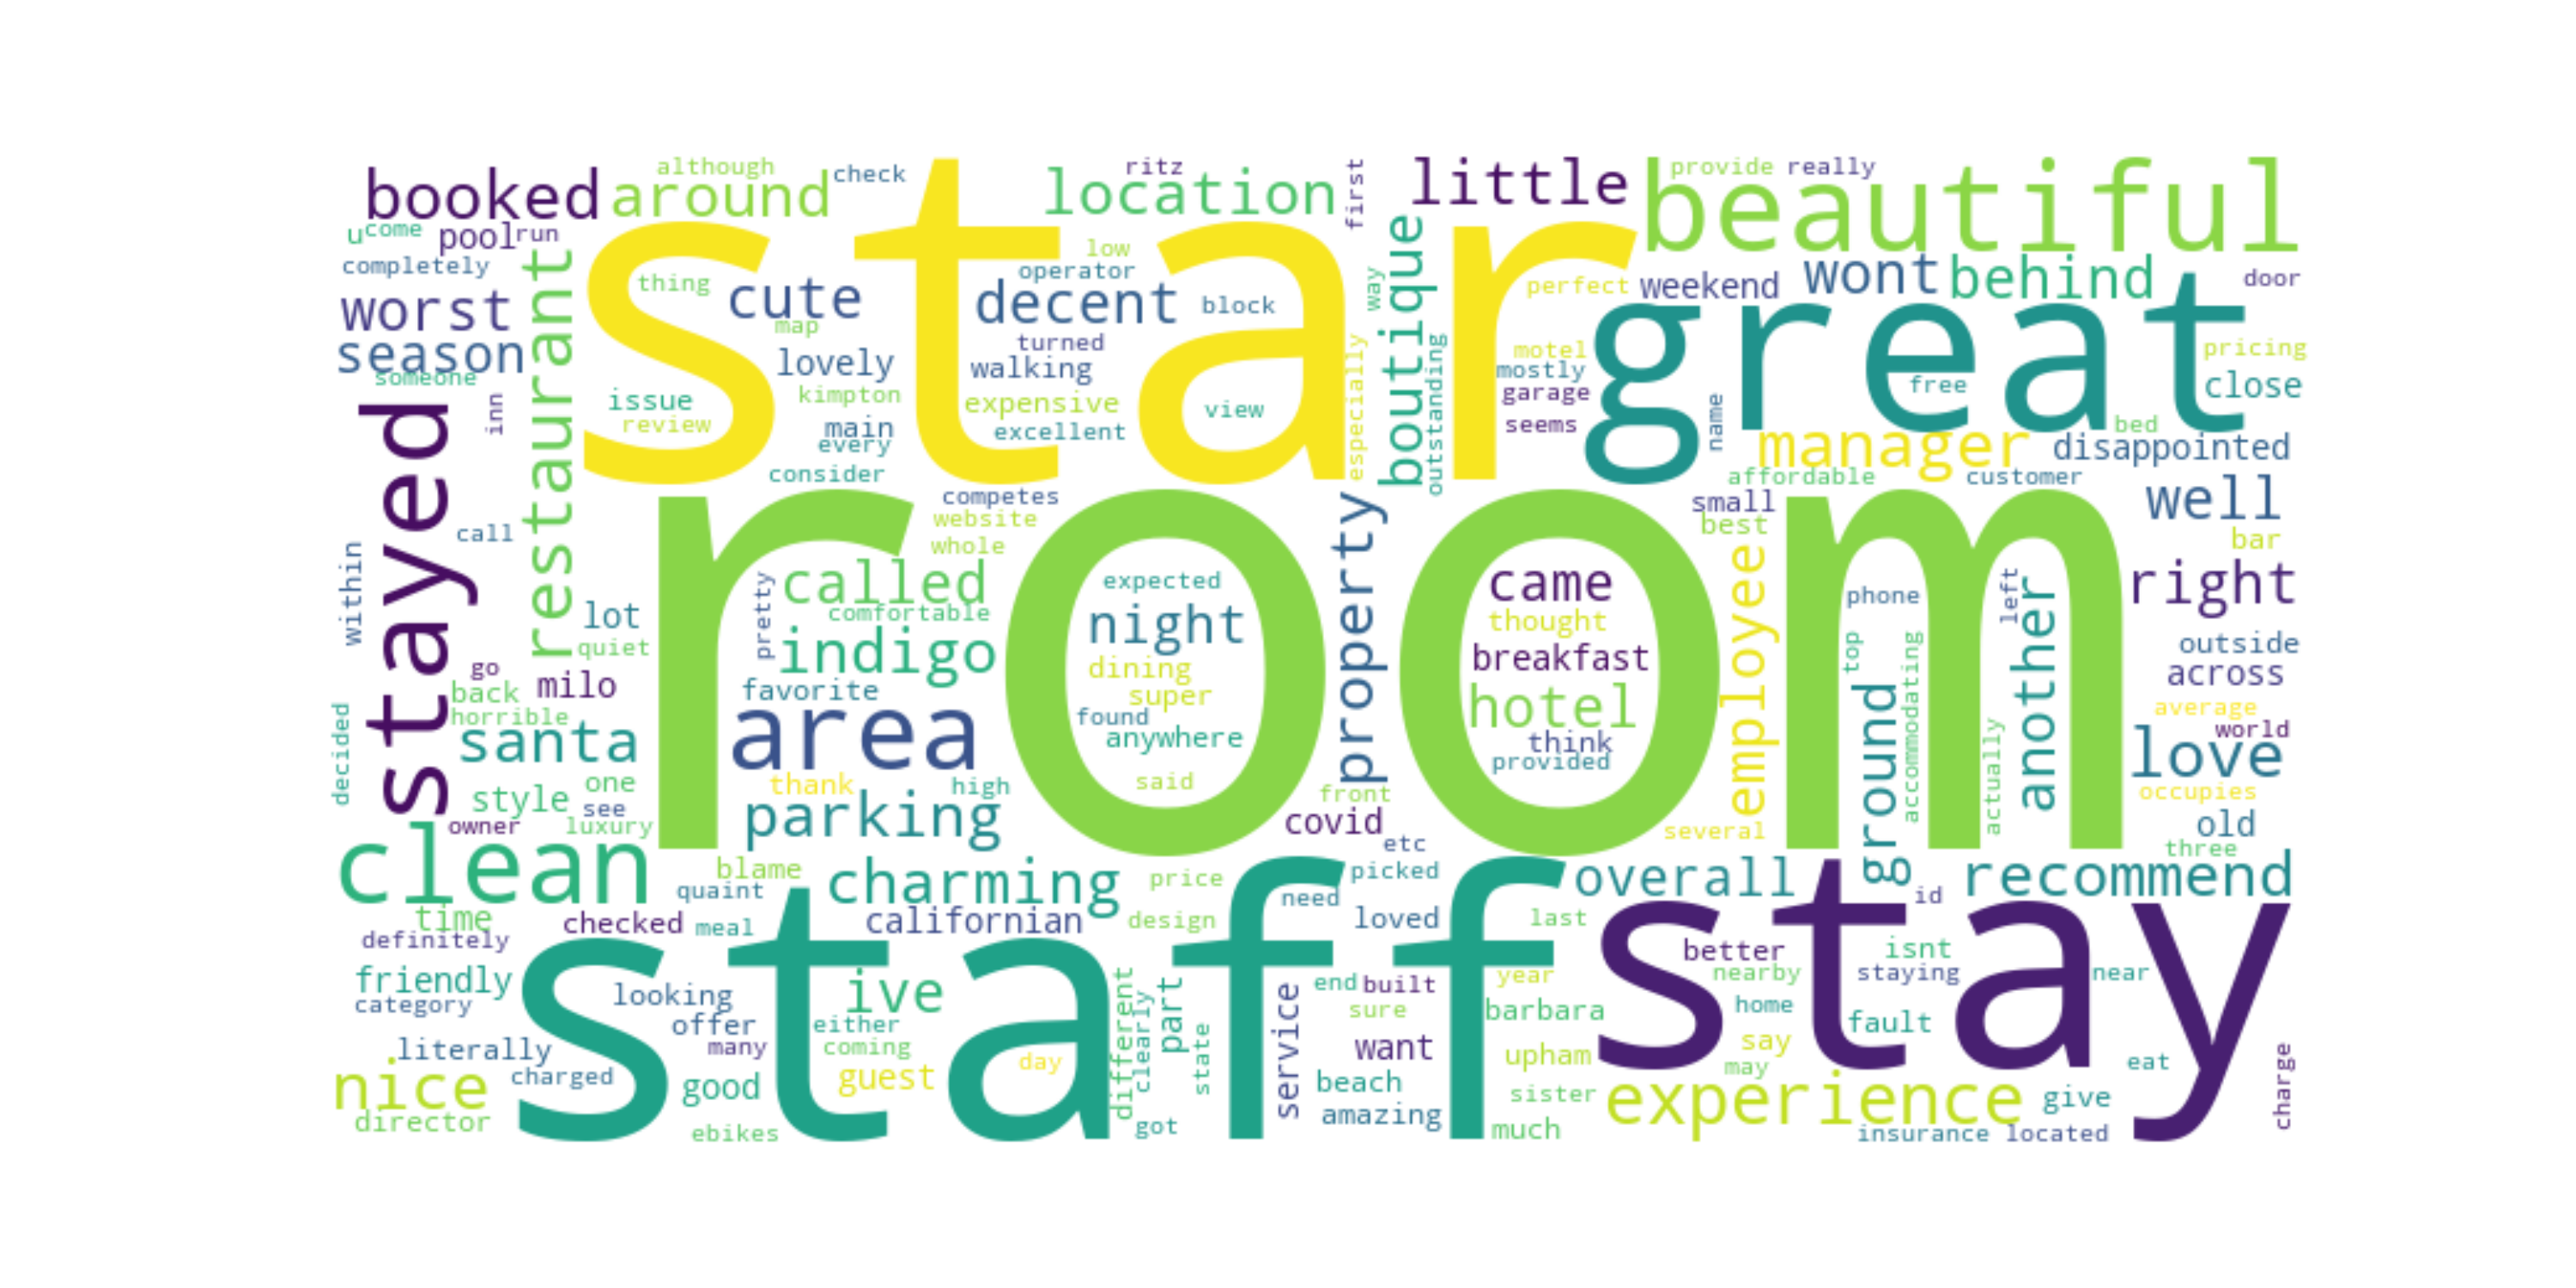 although
check
ritz
first
little
provide
really
booked
around
star
location
beautiful
u
come
pool
run
low
boutique
completely
operator
way
perfect
weekend
wont
behind
door
thing
cute
decent
block
worst
restaurant
map
great
season
lovely
turned
walking
especially
outstanding
motel
mostly
pricing
someone
kimpton
garage
free
close
stayed
inn
issue
expensive
view
name
review
main
excellent
seems
bed
every
manager
disappointed
consider
affordable
customer
room
competes
property
small
well
website
best
call
whole
bar
within
called
expected
came
employee
phone
left
right
pretty
comfortable
night
thought
another
lot
quiet
indigo
breakfast
top
outside
go
dining
accommodating
across
back
milo
favorite
super
hotel
ground
average
decided
horrible
area
found
world
santa
anywhere
think
actually
love
provided
one
thank
high
said
front
occupies
style
see
parking
covid
several
old
owner
luxury
clean
etc
three
blame
charming
price
picked
overall
recommend
quaint
need
id
time
checked
meal
californian
design
loved
last
stay
definitely
staff
better
isnt
friendly
different
nearby
staying
near
category
looking
ive
part
end
built
year
clearly
service
home
offer
either
sure
barbara
fault
literally
many
coming
state
want
say
nice
charged
good
guest
day
beach
upham
may
eat
charge
director
amazing
sister
experience
give
ebikes
got
much
insurance
located